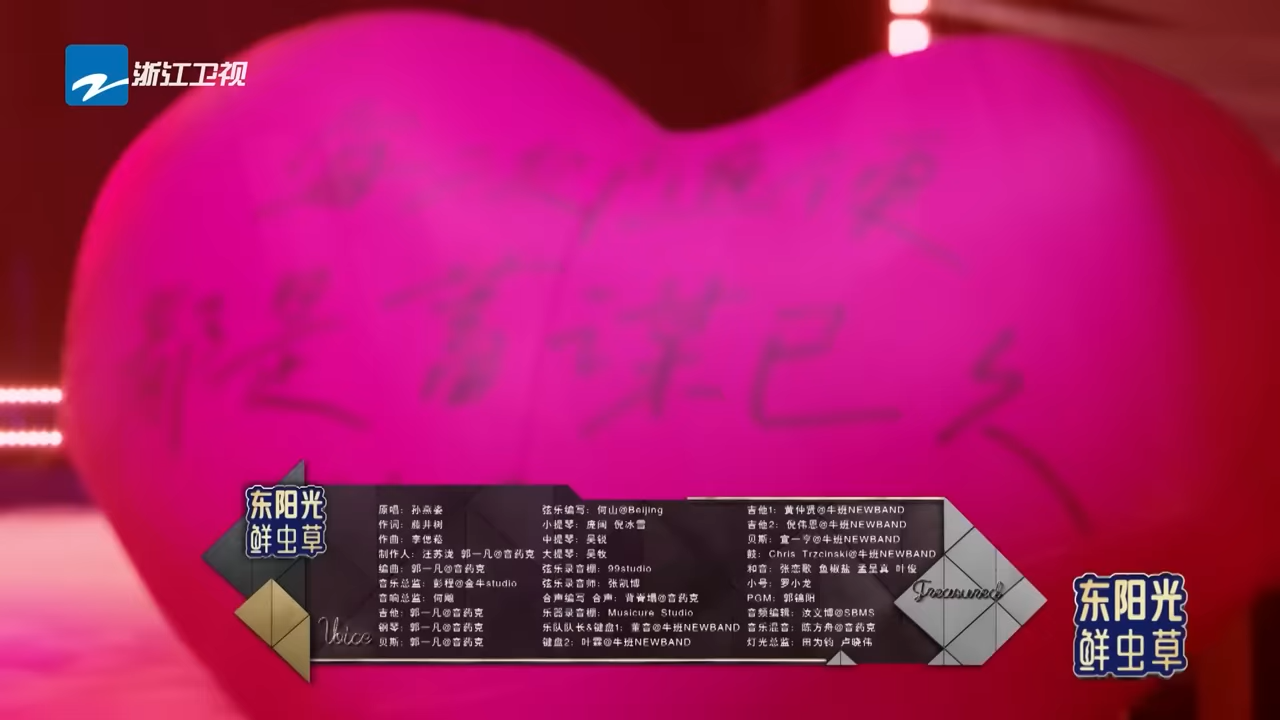 浙江卫视
那是蓄谋已久
东阳光
鲜虫草
原唱：孙燕姿
作词：藤井树
作曲：李偲菘
制作人：汪苏泷 郭一凡@音药克
编曲：郭一凡@音药克
音乐总监：彭程@金牛studio
音响总监：何飚
吉他：郭一凡@音药克
钢琴：郭一凡@音药克
贝斯：郭一凡@音药克
弦乐编写：何山@Beijing
小提琴：庞阔 倪冰雪
中提琴：吴锐
大提琴：吴牧
弦乐录音棚：99studio
弦乐录音师：张凯博
合声编写 合声：背脊塌@音药克
乐器录音棚：Musicure Studio
乐队队长&键盘1：董音@牛班NEWBAND
键盘2：叶霖@牛班NEWBAND
吉他1：黄仲贤@牛班NEWBAND
吉他2：倪伟思@牛班NEWBAND
贝斯：宣一亨@牛班NEWBAND
鼓：Chris Trzcinski@牛班NEWBAND
和音：张恋歌 鱼椒盐 孟昱真 叶俊
小号：罗小龙
PGM：郭锦阳
音频编辑：汝文博@SBMS
音乐混音：陈方舟@音药克
灯光总监：田为钧 卢晓伟
Voice
Treasured
东阳光
鲜虫草